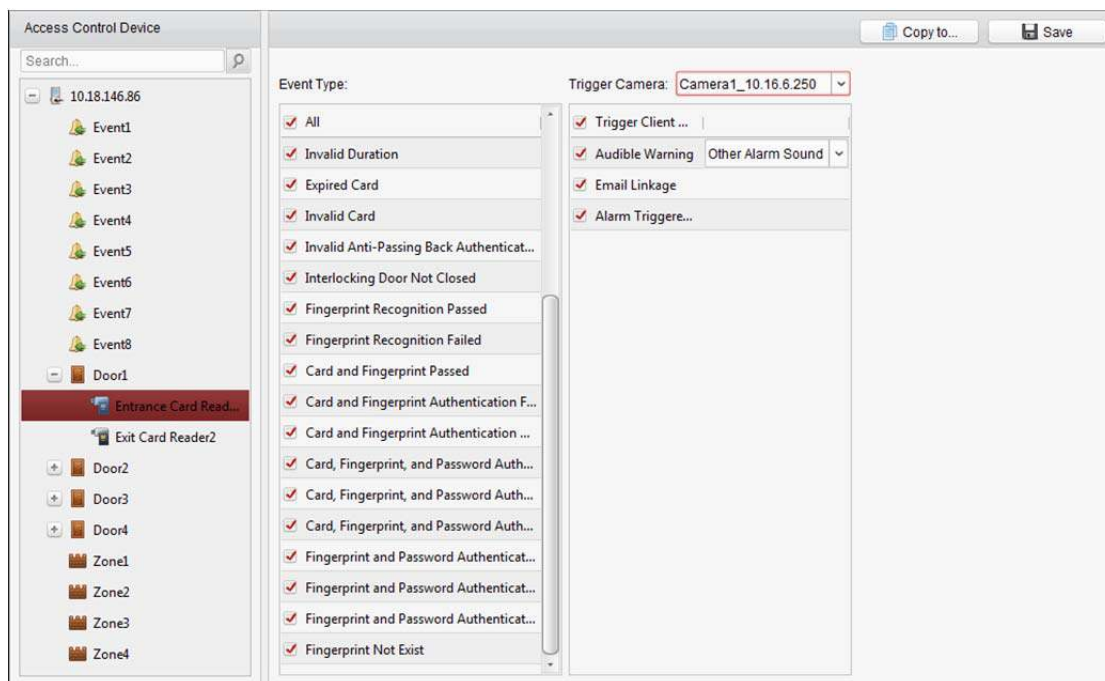 Access Control Device
Copy to...
Save
Search...
10.18.146.86
Event1
Event2
Event3
Event4
Event5
Event6
Event7
Event8
Door1
Entrance Card Read...
Exit Card Reader2
Door2
Door3
Door4
Zone1
Zone2
Zone3
Zone4
Event Type:
All
Invalid Duration
Expired Card
Invalid Card
Invalid Anti-Passing Back Authenticat...
Interlocking Door Not Closed
Fingerprint Recognition Passed
Fingerprint Recognition Failed
Card and Fingerprint Passed
Card and Fingerprint Authentication F...
Card and Fingerprint Authentication ...
Card, Fingerprint, and Password Auth...
Card, Fingerprint, and Password Auth...
Card, Fingerprint, and Password Auth...
Fingerprint and Password Authenticat...
Fingerprint and Password Authenticat...
Fingerprint and Password Authenticat...
Fingerprint Not Exist
Trigger Camera: Camera1_10.16.6.250
Trigger Client ...
Audible Warning Other Alarm Sound
Email Linkage
Alarm Triggere...